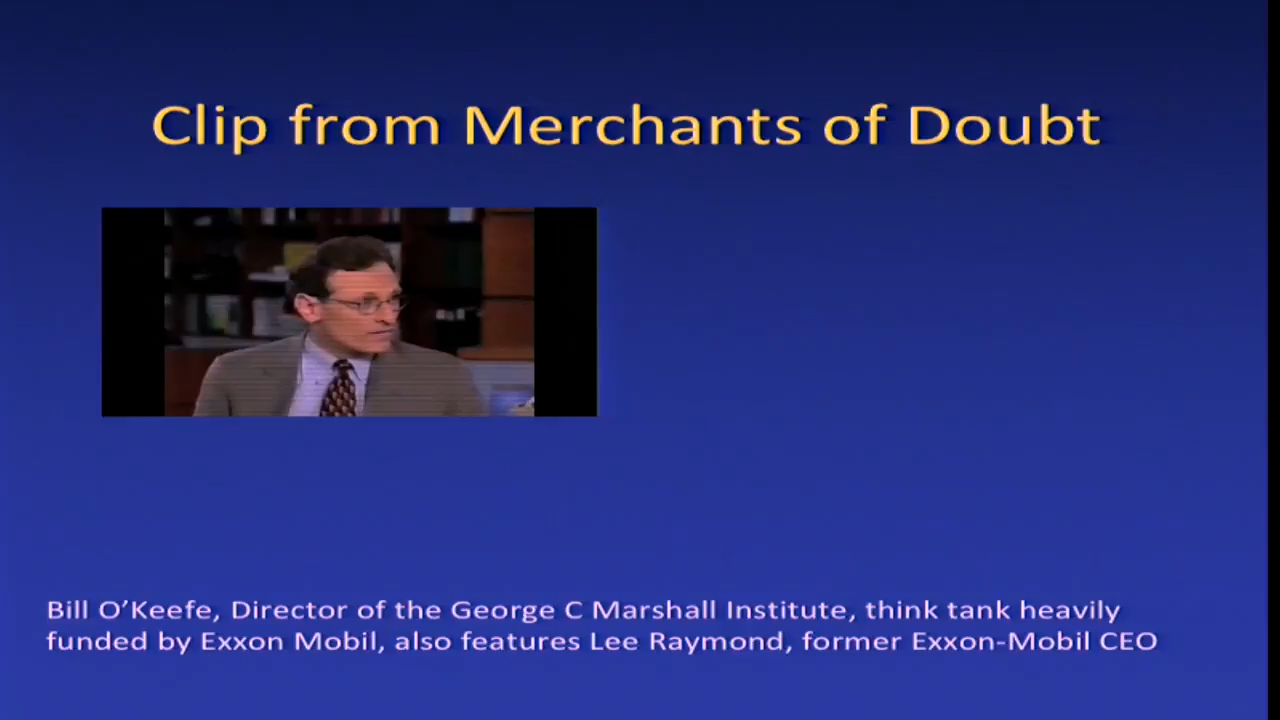 Clip from Merchants of Doubt
Bill O’Keefe, Director of the George C Marshall Institute, think tank heavily
funded by Exxon Mobil, also features Lee Raymond, former Exxon-Mobil CEO